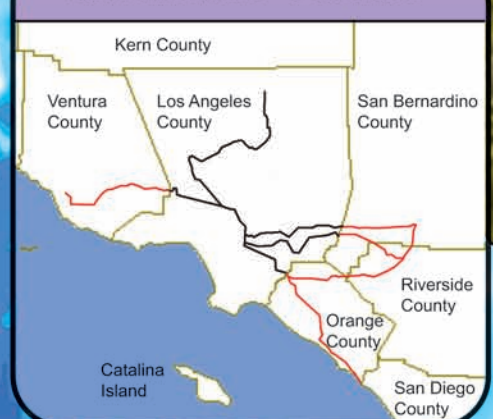 Kern County
Ventura
County
Los Angeles
County
San Bernardino
County
Riverside
County
Orange
County
Catalina
Island
San Diego
County